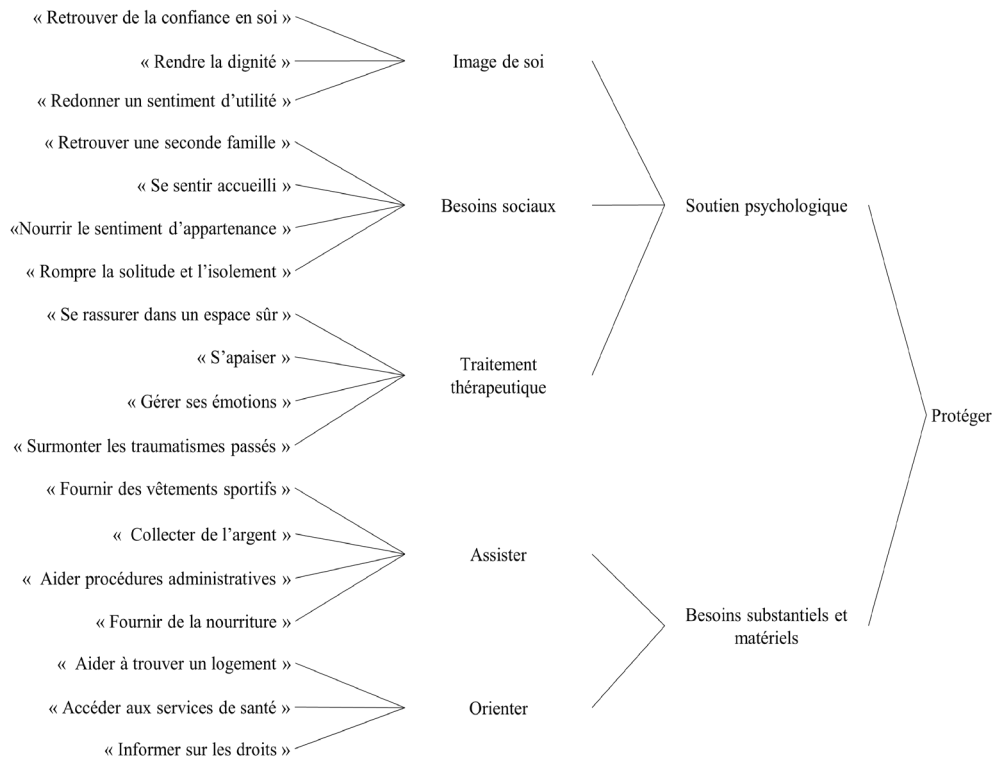 « Retrouver de la confiance en soi »
« Rendre la dignité »
« Redonner un sentiment d’utilité »
Image de soi
« Retrouver une seconde famille »
« Se sentir accueilli »
«Nourrir le sentiment d’appartenance »
« Rompre la solitude et l’isolement »
Besoins sociaux
« Se rassurer dans un espace sûr »
« S’apaiser »
« Gérer ses émotions »
« Surmonter les traumatismes passés »
Traitement
thérapeutique
Soutien psychologique
« Fournir des vêtements sportifs »
« Collecter de l’argent »
« Aider procédures administratives »
« Fournir de la nourriture »
Assister
« Aider à trouver un logement »
« Accéder aux services de santé »
« Informer sur les droits »
Orienter
Besoins substantiels et
matériels
Protéger